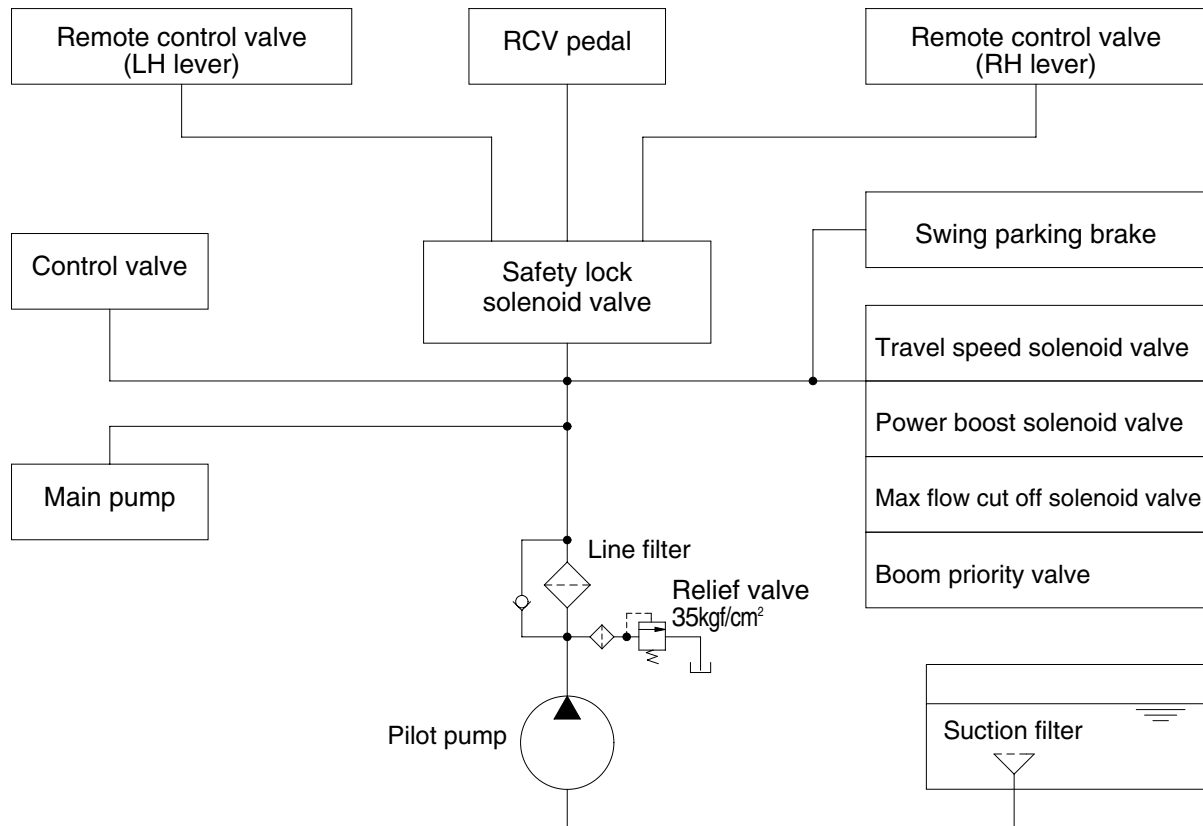 Remote control valve
(LH lever)
RCV pedal
Remote control valve
(RH lever)
Control valve
Safety lock
solenoid valve
Swing parking brake
Travel speed solenoid valve
Power boost solenoid valve
Main pump
Max flow cut off solenoid valve
Line filter
Boom priority valve
Relief valve
35kgf/cm²
Pilot pump
Suction filter